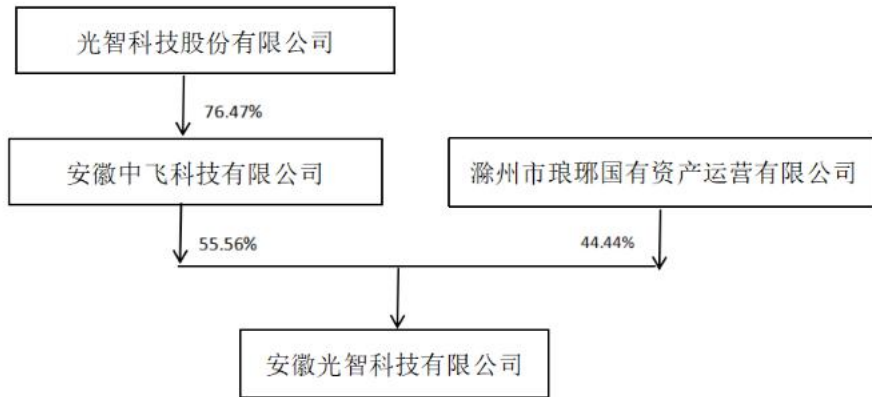 光智科技股份有限公司
76.47%
安徽中飞科技有限公司
滁州市琅琊国有资产运营有限公司
55.56%
44.44%
安徽光智科技有限公司